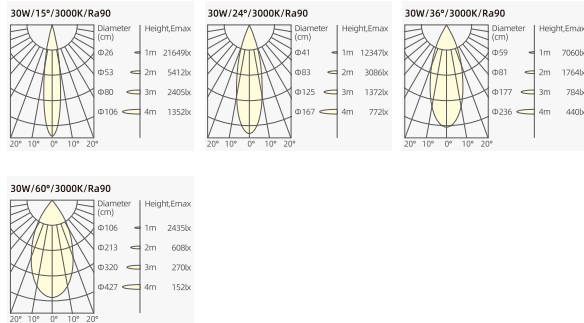 30W/15°/3000K/Ra90
Diameter (cm) Height,Emax
Φ26 1m 21649lx
Φ53 2m 5412lx
Φ80 3m 2405lx
Φ106 4m 1352lx
20° 10° 0° 10° 20°
30W/24°/3000K/Ra90
Diameter (cm) Height,Emax
Φ41 1m 12347lx
Φ83 2m 3086lx
Φ125 3m 1372lx
Φ167 4m 772lx
20° 10° 0° 10° 20°
30W/36°/3000K/Ra90
Diameter (cm) Height,Emax
Φ59 1m 7060lx
Φ81 2m 1764lx
Φ177 3m 784lx
Φ236 4m 440lx
20° 10° 0° 10° 20°
30W/60°/3000K/Ra90
Diameter (cm) Height,Emax
Φ106 1m 2435lx
Φ213 2m 608lx
Φ320 3m 270lx
Φ427 4m 152lx
20° 10° 0° 10° 20°